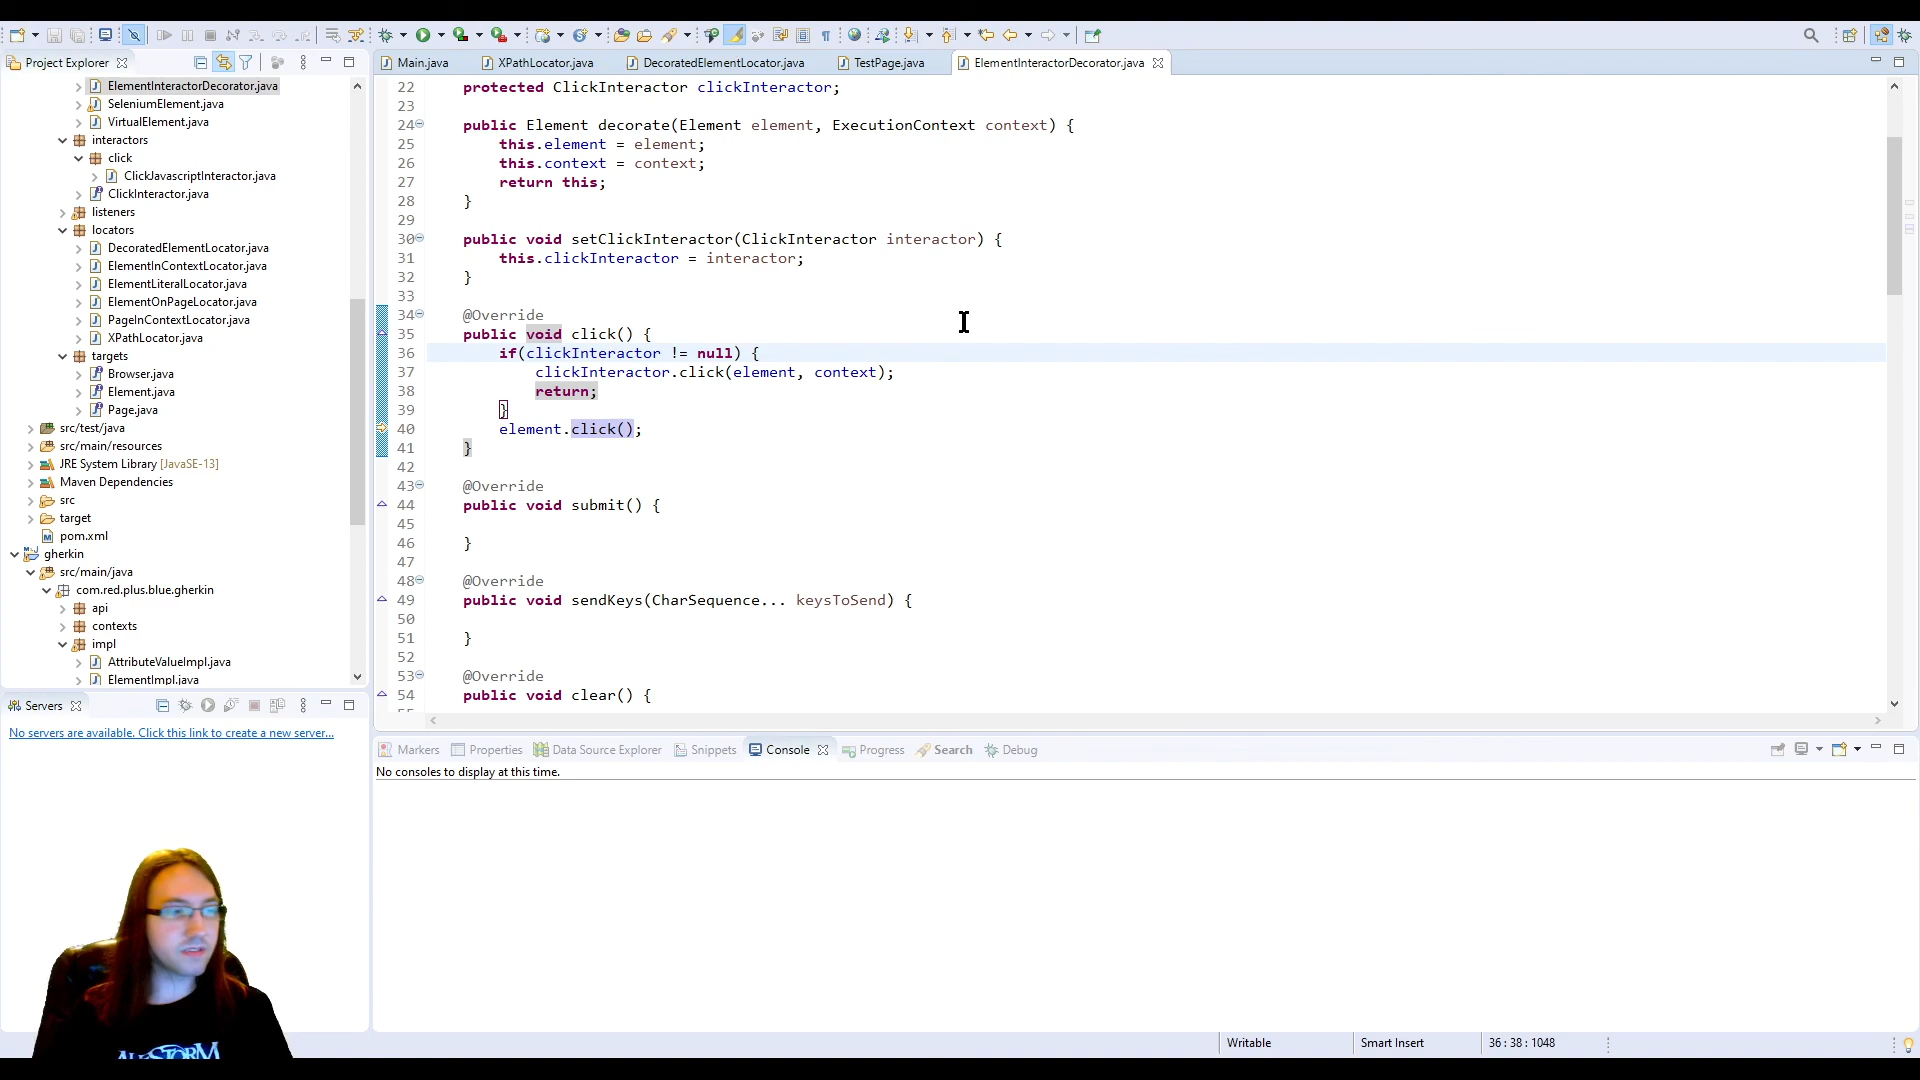 Project Explorer
ElementInteractorDecorator.java
SeleniumElement.java
VirtualElement.java
interactors
click
ClickJavascriptInteractor.java
ClickInteractor.java
listeners
locators
DecoratedElementLocator.java
ElementInContextLocator.java
ElementLiteralLocator.java
ElementOnPageLocator.java
PageInContextLocator.java
XPathLocator.java
targets
Browser.java
Element.java
Page.java
src/test/java
src/main/resources
JRE System Library [JavaSE-13]
Maven Dependencies
src
target
pom.xml
gherkin
src/main/java
com.red.plus.blue.gherkin
api
contexts
impl
AttributeValueImpl.java
ElementImpl.java
Servers
No servers are available. Click this link to create a new server...
Main.java XPathLocator.java DecoratedElementLocator.java TestPage.java ElementInteractorDecorator.java
22 protected ClickInteractor clickInteractor;
23
24 public Element decorate(Element element, ExecutionContext context) {
25 this.element = element;
26 this.context = context;
27 return this;
28 }
29
30 public void setClickInteractor(ClickInteractor interactor) {
31 this.clickInteractor = interactor;
32 }
33
34 @Override
35 public void click() {
36 if(clickInteractor != null) {
37 clickInteractor.click(element, context);
38 return;
39 }
40 element.click();
41 }
42
43 @Override
44 public void submit() {
45
46 }
47
48 @Override
49 public void sendKeys(CharSequence... keysToSend) {
50
51 }
52
53 @Override
54 public void clear() {
Markers Properties Data Source Explorer Snippets Console Progress Search Debug
No consoles to display at this time.
Writable Smart Insert 36 : 38 : 1048
ALESTORM